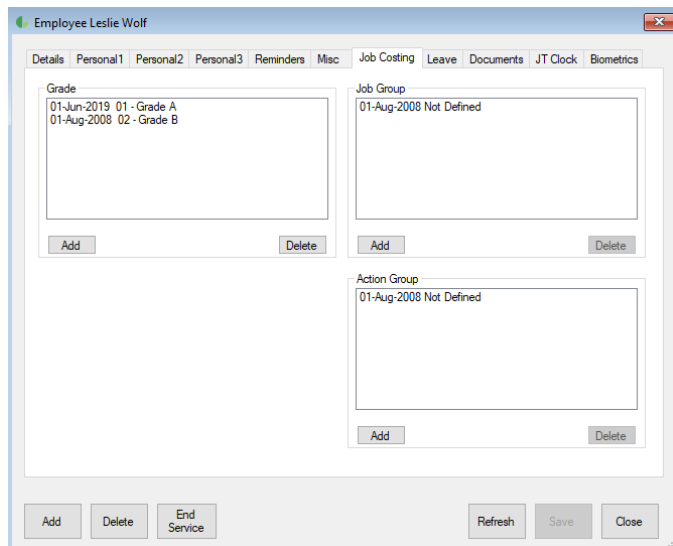 Employee Leslie Wolf
Details Personal1 Personal2 Personal3 Reminders Misc Job Costing Leave Documents JT Clock Biometrics
Grade
01-Jun-2019 01 - Grade A
01-Aug-2008 02 - Grade B
Add Delete
Job Group
01-Aug-2008 Not Defined
Add Delete
Action Group
01-Aug-2008 Not Defined
Add Delete
Add Delete End
Service Refresh Save Close